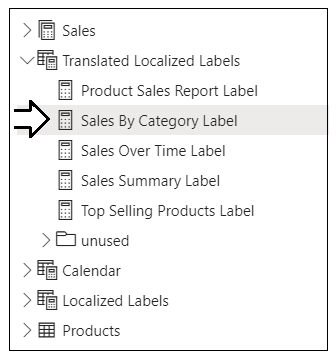 Sales
Translated Localized Labels
Product Sales Report Label
Sales By Category Label
Sales Over Time Label
Sales Summary Label
Top Selling Products Label
unused
Calendar
Localized Labels
Products